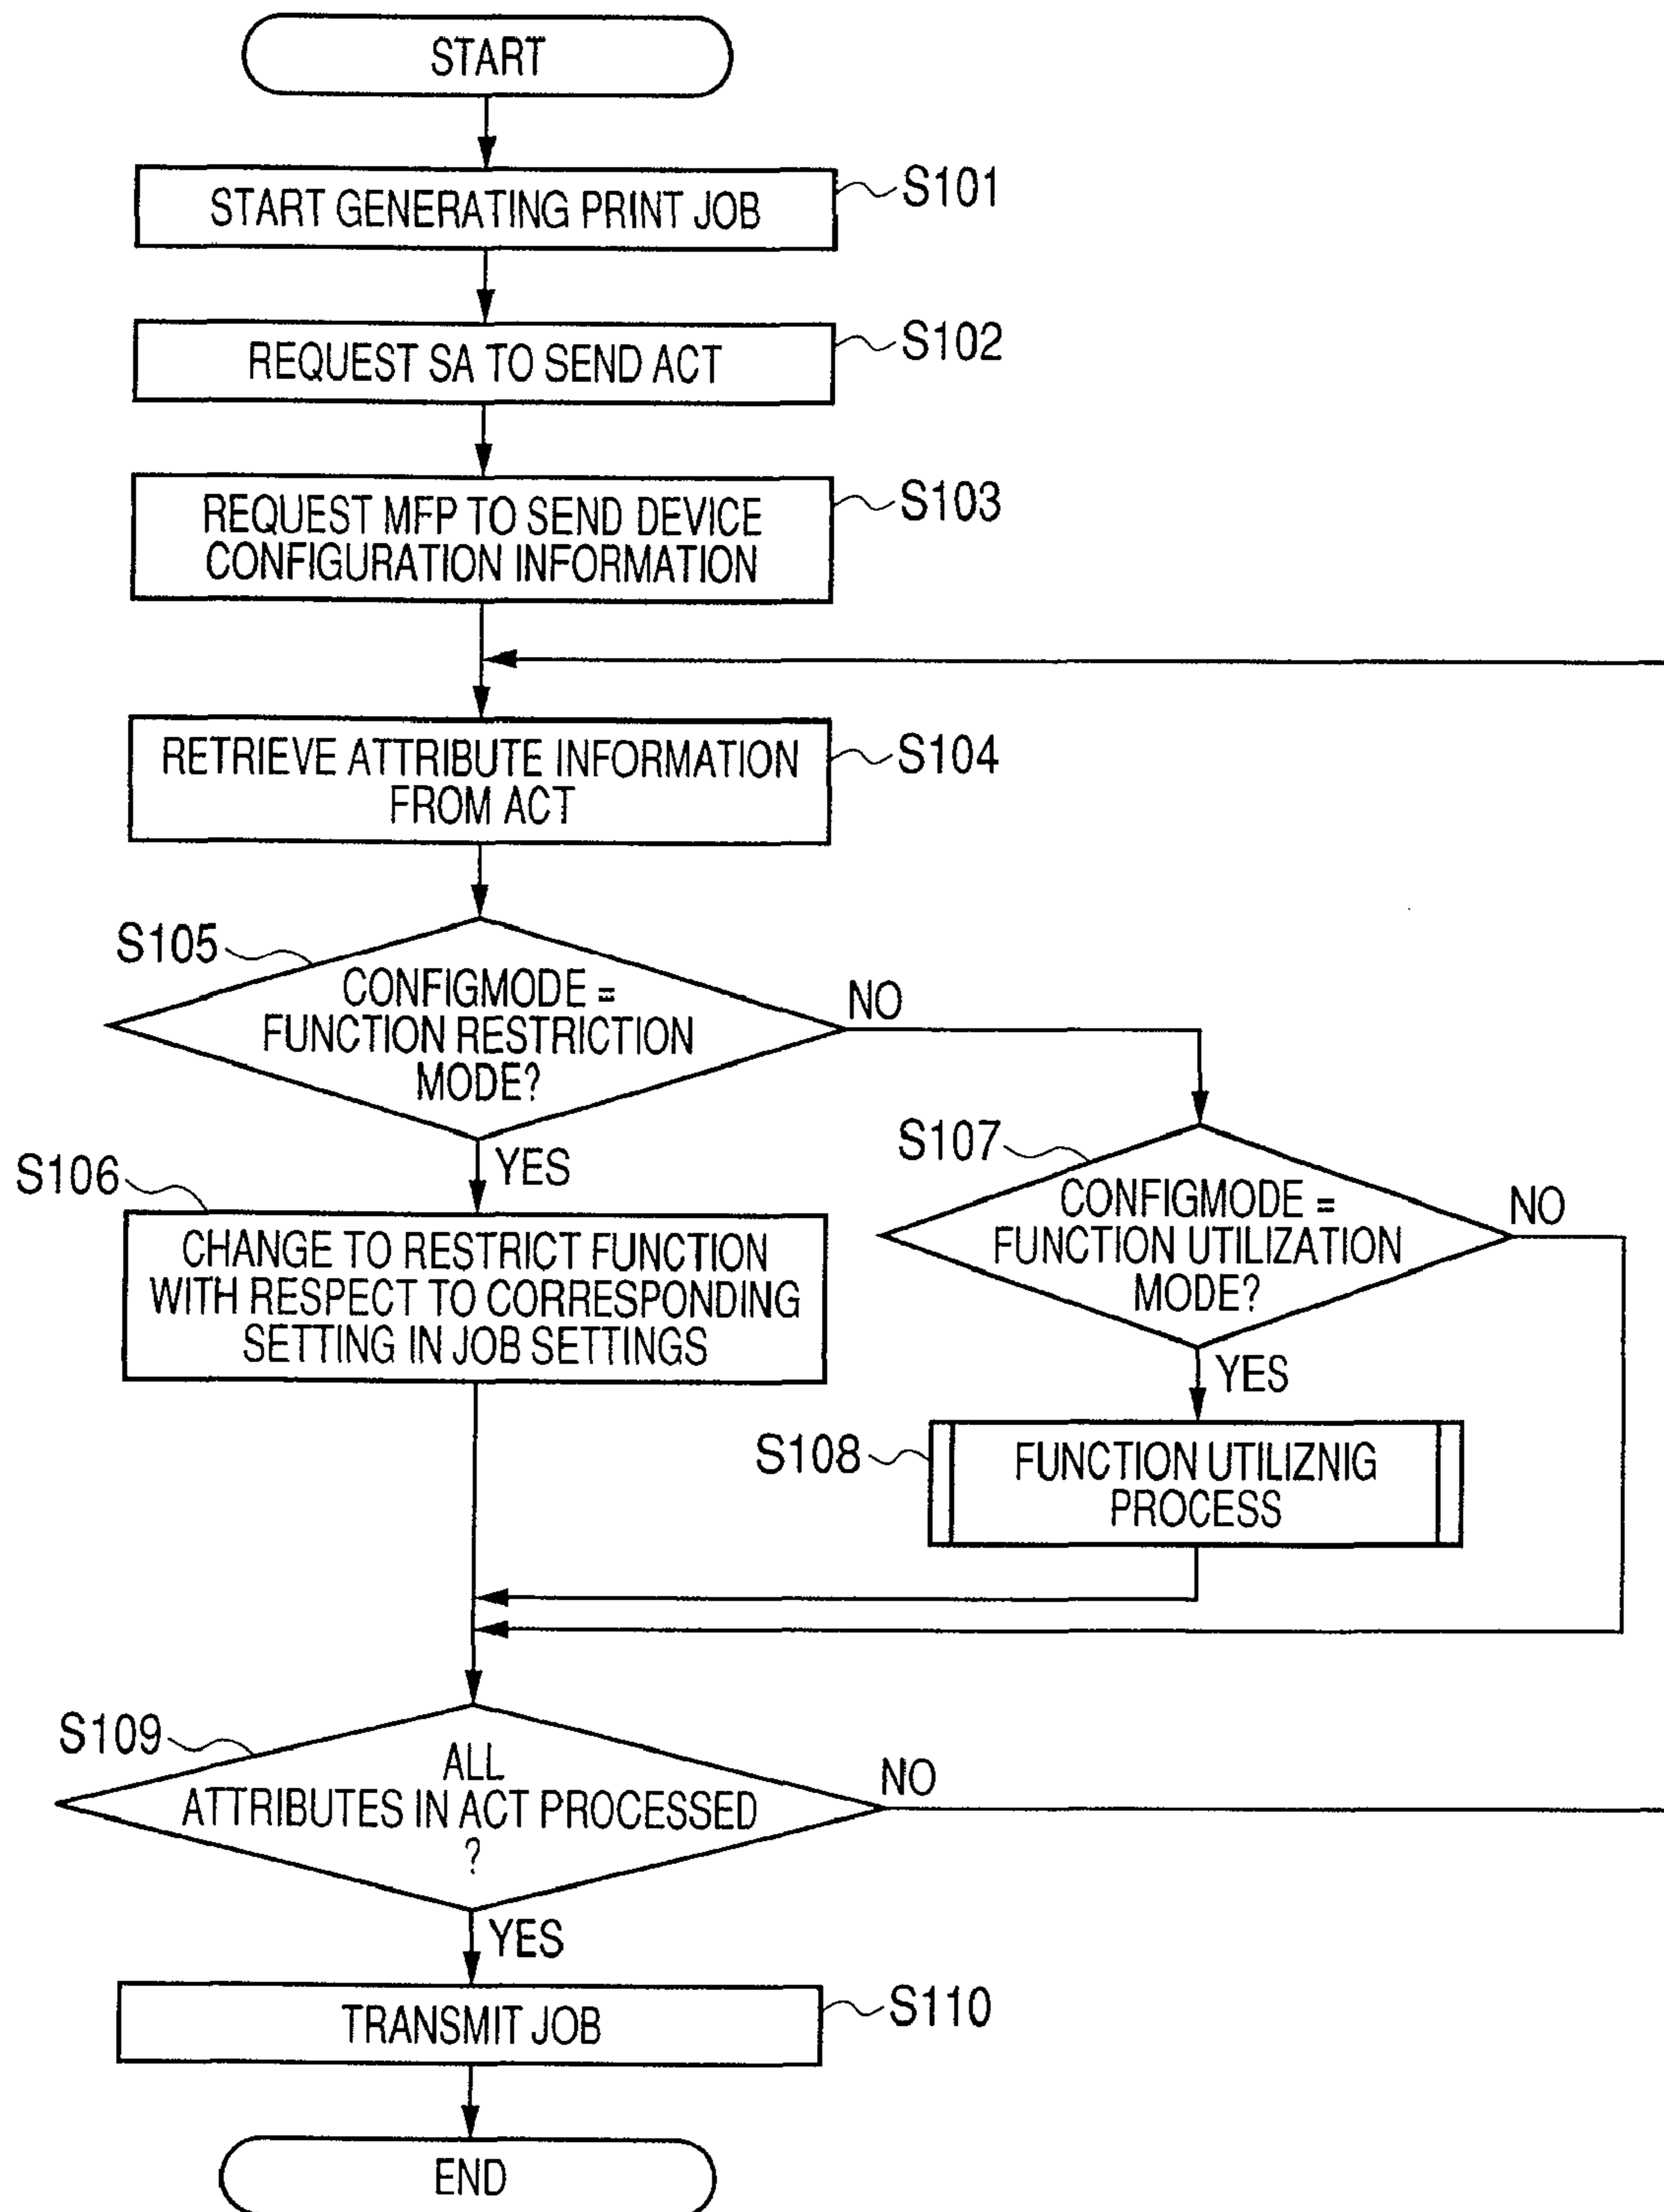 START
START GENERATING PRINT JOB
S101
REQUEST SA TO SEND ACT
S102
REQUEST MFP TO SEND DEVICE
CONFIGURATION INFORMATION
S103
RETRIEVE ATTRIBUTE INFORMATION
FROM ACT
S104
S105
CONFIGMODE =
FUNCTION RESTRICTION
MODE?
NO
YES
S106
CHANGE TO RESTRICT FUNCTION
WITH RESPECT TO CORRESPONDING
SETTING IN JOB SETTINGS
S107
CONFIGMODE =
FUNCTION UTILIZATION
MODE?
NO
YES
S108
FUNCTION UTILIZNIG
PROCESS
S109
ALL
ATTRIBUTES IN ACT PROCESSED
?
NO
YES
TRANSMIT JOB
S110
END